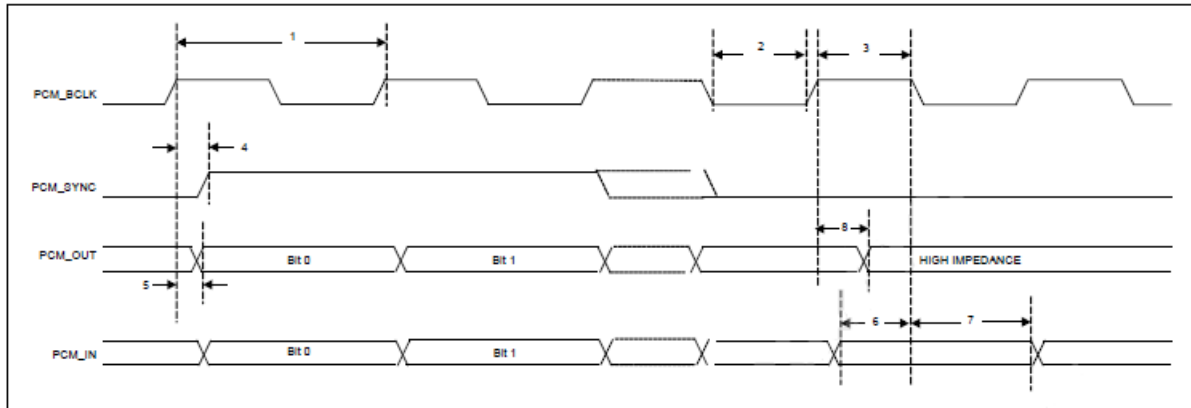 1
2
3
PCM_BCLK
4
PCM_SYNC
8
PCM_OUT
Bit 0
Bit 1
HIGH IMPEDANCE
5
6
7
PCM_IN
Bit 0
Bit 1